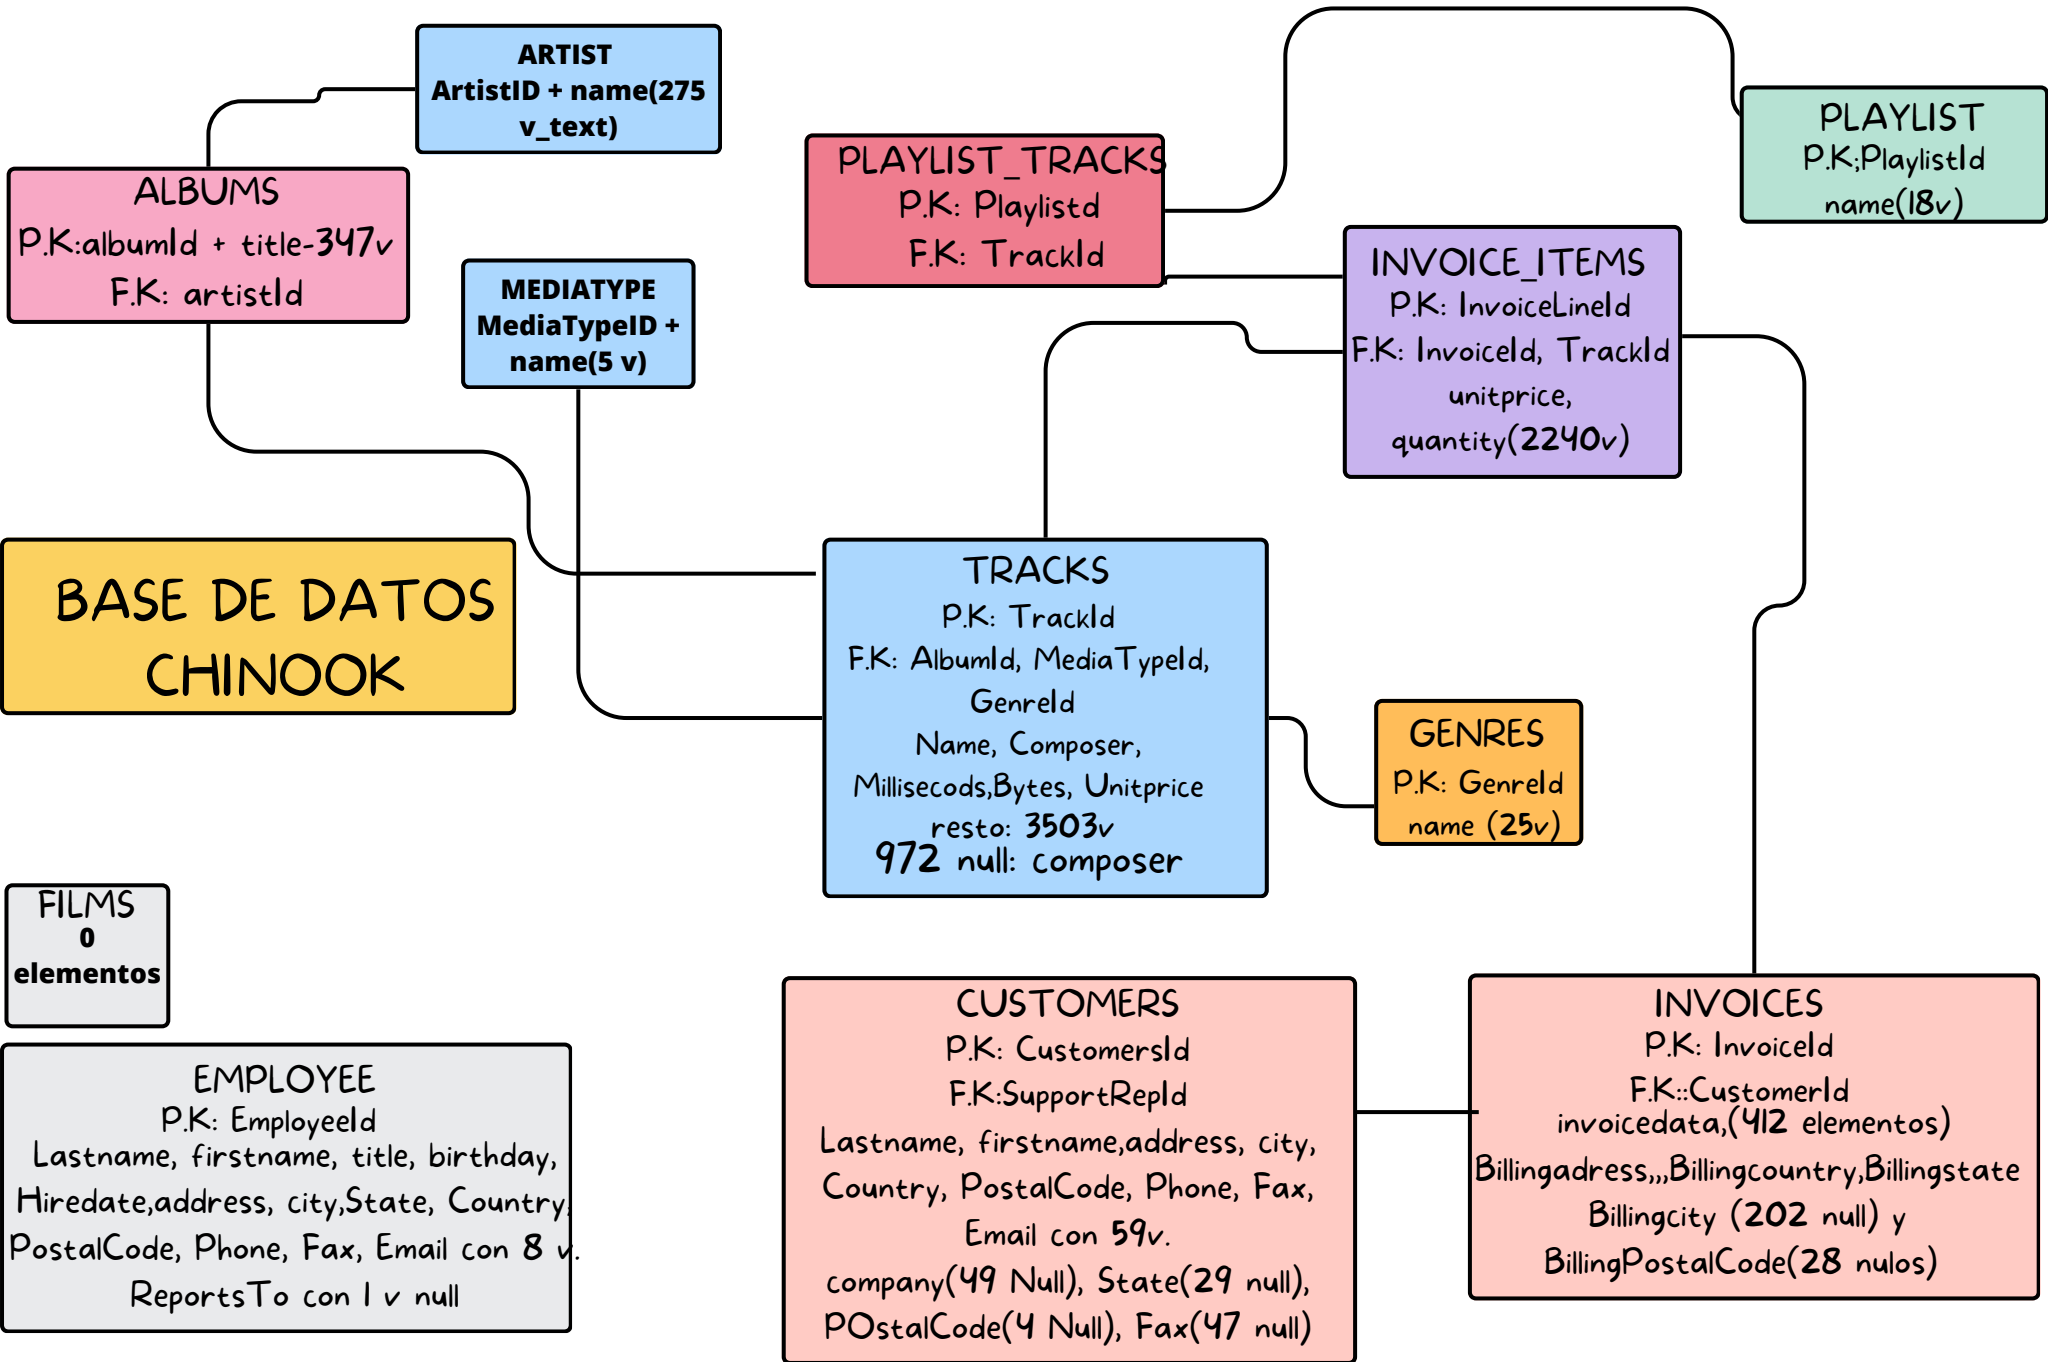 ARTIST
ArtistID + name(275
v_text)
ALBUMS
P.K:albumId + title-347v
F.K: artistId
MEDIATYPE
MediaTypeID +
name(5 v)
PLAYLIST_TRACKS
P.K: Playlistd
F.K: TrackId
PLAYLIST
P.K;PlaylistId
name(18v)
INVOICE_ITEMS
P.K: InvoiceLineId
F.K: InvoiceId, TrackId
unitprice,
quantity(2240v)
BASE DE DATOS
CHINOOK
TRACKS
P.K: TrackId
F.K: AlbumId, MediaTypeId,
GenreId
Name, Composer,
Millisecods,Bytes, Unitprice
resto: 3503v
972 null: composer
GENRES
P.K: GenreId
name (25v)
FILMS
0
elementos
EMPLOYEE
P.K: EmployeeId
Lastname, firstname, title, birthday,
Hiredate,address, city,State, Country,
PostalCode, Phone, Fax, Email con 8 v.
ReportsTo con 1 v null
CUSTOMERS
P.K: CustomersId
F.K:SupportRepId
Lastname, firstname,address, city,
Country, PostalCode, Phone, Fax,
Email con 59v.
company(49 Null), State(29 null),
POstalCode(4 Null), Fax(47 null)
INVOICES
P.K: InvoiceId
F.K::CustomerId
invoicedata,(412 elementos)
Billingadress,,,Billingcountry,Billingstate
Billingcity (202 null) y
BillingPostalCode(28 nulos)